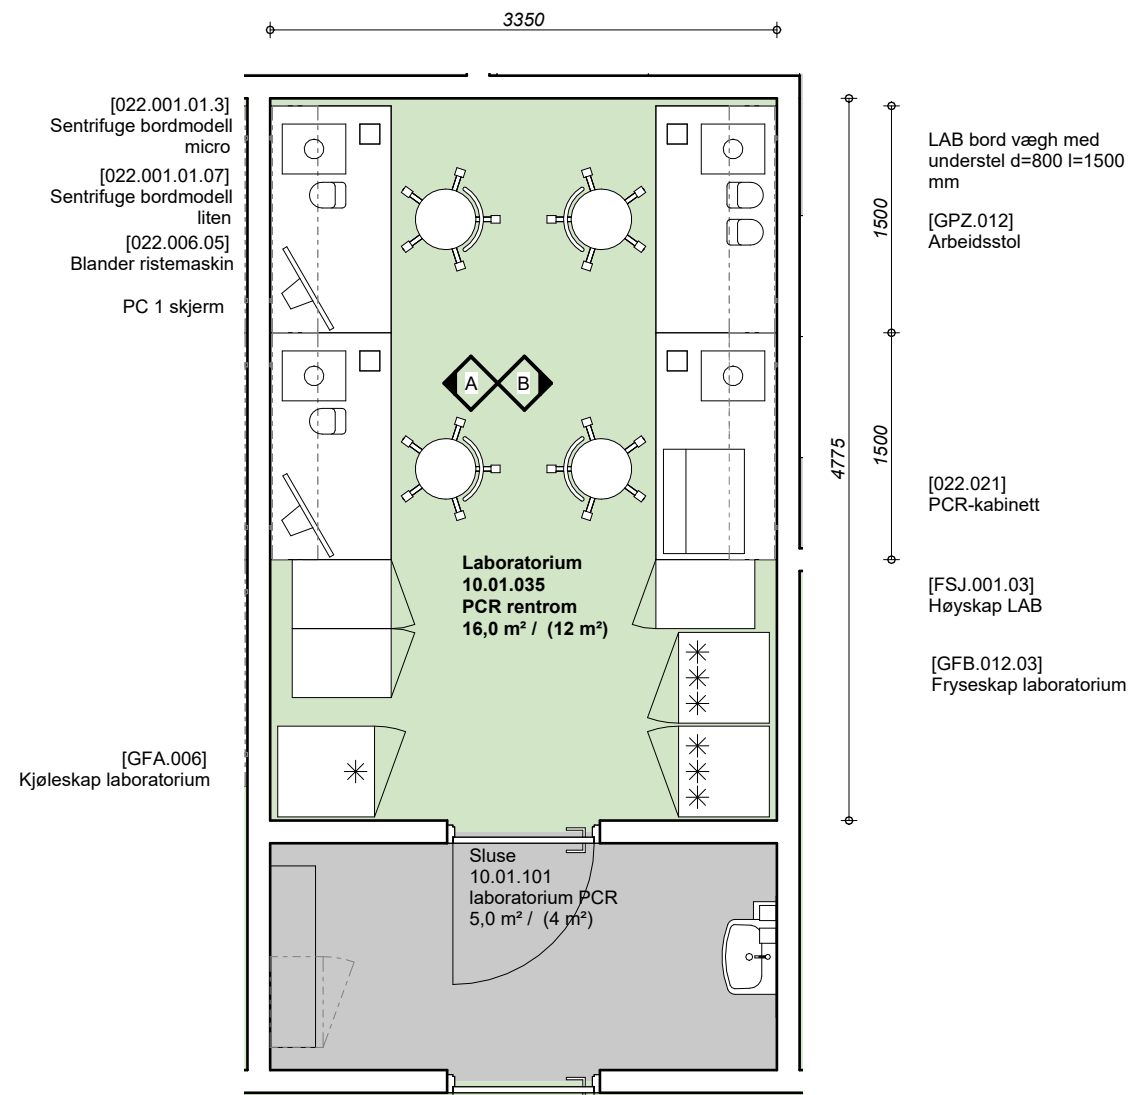 3350
[022.001.01.3]
Sentrifuge bordmodell
micro
[022.001.01.07]
Sentrifuge bordmodell
liten
[022.006.05]
Blander ristemaskin
PC 1 skjerm
LAB bord vægh med
understel d=800 l=1500
mm
[GPZ.012]
Arbeidsstol
1500
4775
1500
A
B
[022.021]
PCR-kabinett
Laboratorium
10.01.035
PCR rentrom
16,0 m² / (12 m²)
[FSJ.001.03]
Høyskap LAB
[GFB.012.03]
Fryseskap laboratorium
[GFA.006]
Kjøleskap laboratorium
Sluse
10.01.101
laboratorium PCR
5,0 m² / (4 m²)